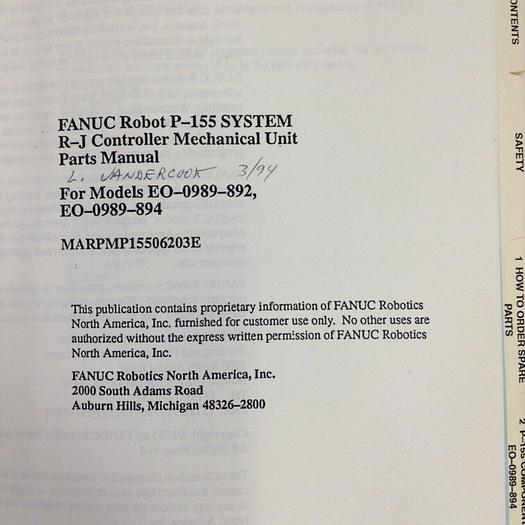 FANUC Robot P–155 SYSTEM
R–J Controller Mechanical Unit
Parts Manual
L. VANDERCOOK 3/94
For Models EO–0989–892,
EO–0989–894
MARPMP15506203E
This publication contains proprietary information of FANUC Robotics
North America, Inc. furnished for customer use only. No other uses are
authorized without the express written permission of FANUC Robotics
North America, Inc.
FANUC Robotics North America, Inc.
2000 South Adams Road
Auburn Hills, Michigan 48326–2800
ONTENTS
SAFETY
1 HOW TO ORDER SPARE
PARTS
2 P–155 COMPONENT
EO–0989–894